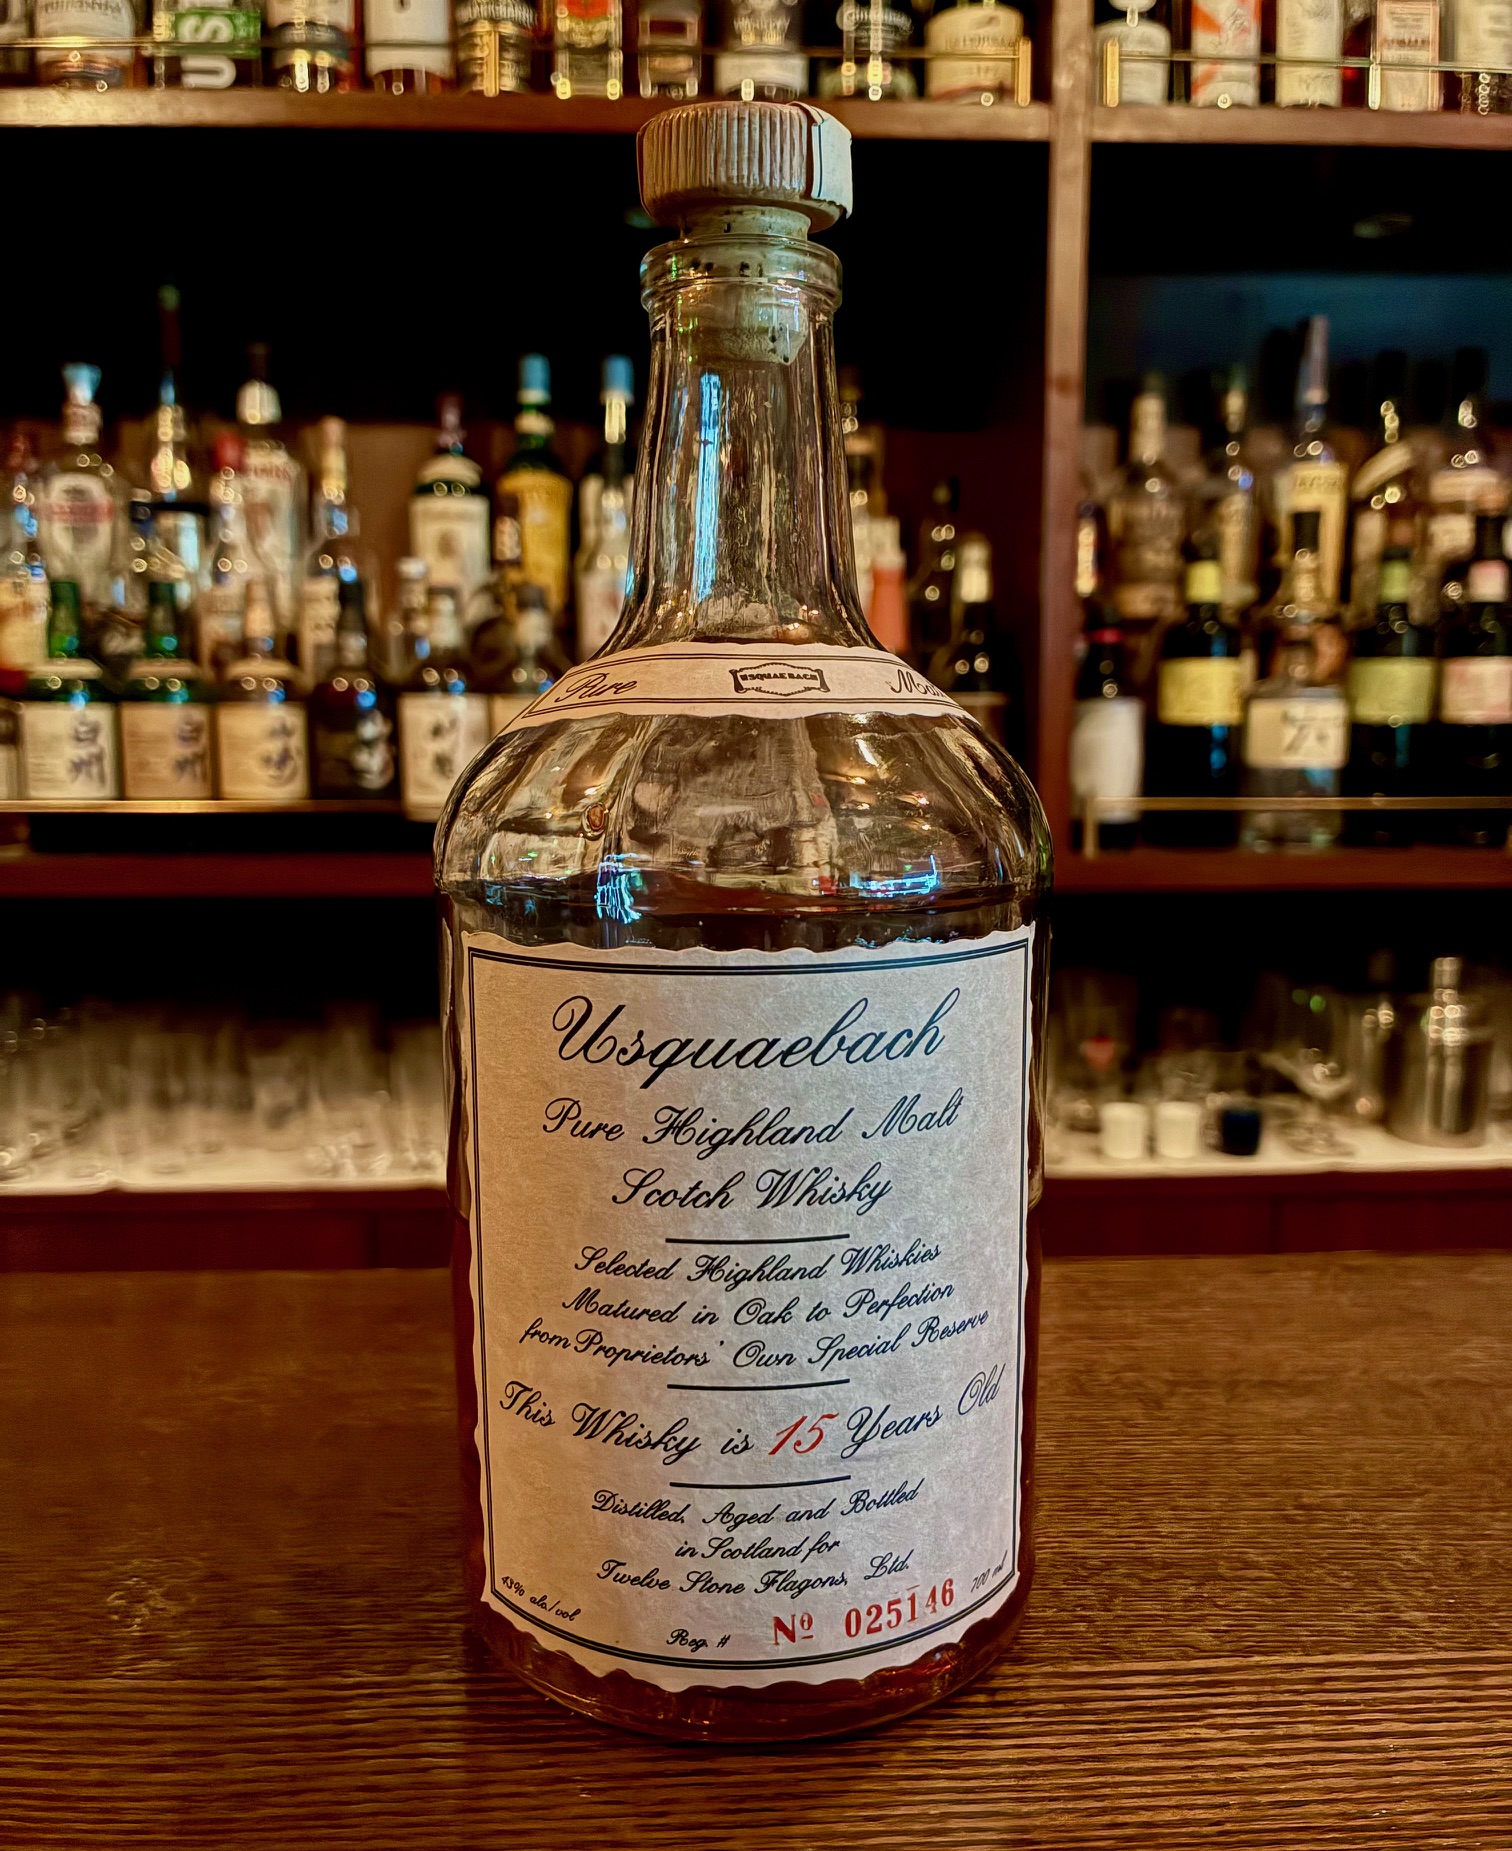 Pure USQUAEBACH Malt
Usquaebach
Pure Highland Malt
Scotch Whisky
Selected Highland Whiskies
Matured in Oak to Perfection
from Proprietors' Own Special Reserve
This Whisky is 15 Years Old
Distilled, Aged and Bottled
in Scotland for
Twelve Stone Flagons, Ltd.
43% alc./vol
700 ml
Reg. # Nº 025146